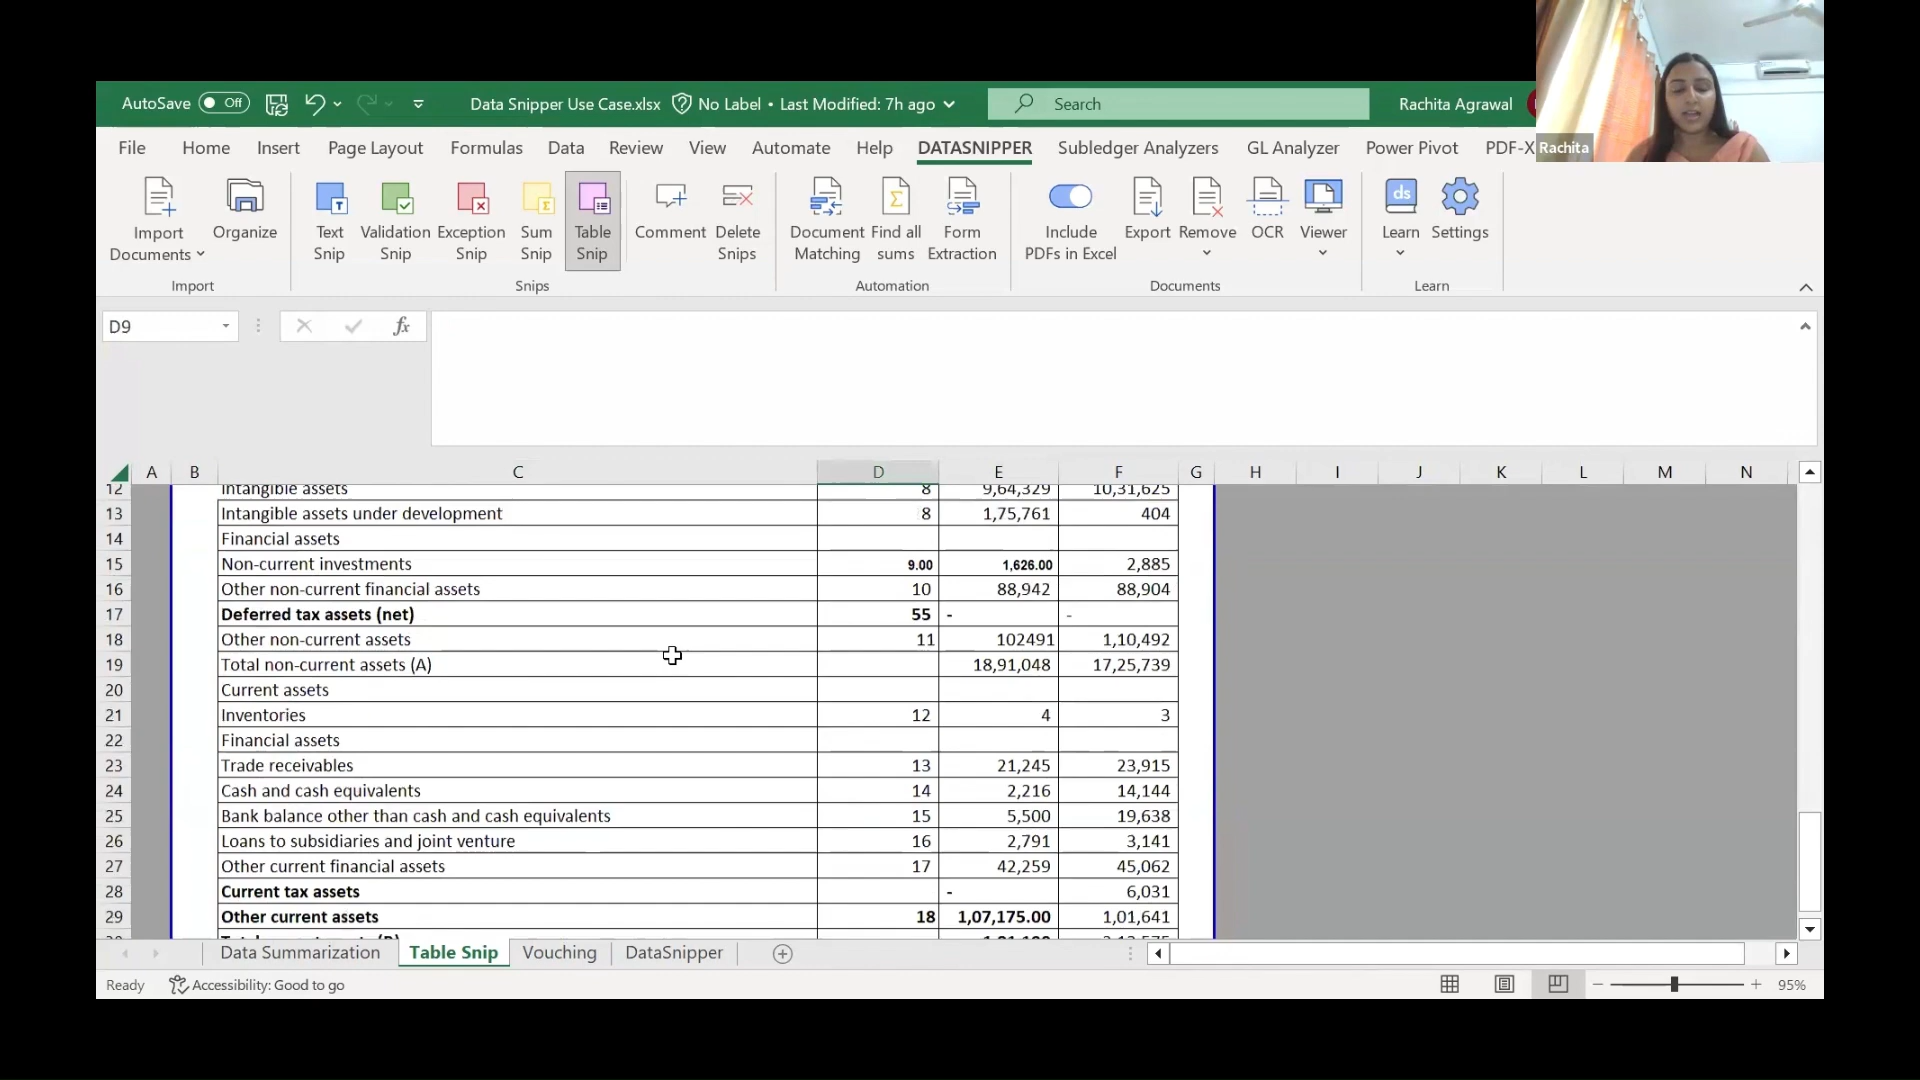 AutoSave Off Data Snipper Use Case.xlsx No Label • Last Modified: 7h ago Search Rachita Agrawal
Rachita
File Home Insert Page Layout Formulas Data Review View Automate Help DATASNIPPER Subledger Analyzers GL Analyzer Power Pivot PDF-X
Import Documents Organize Text Snip Validation Snip Exception Snip Sum Snip Table Snip Comment Delete Snips Document Matching Find all sums Form Extraction Include PDFs in Excel Export Remove OCR Viewer Learn Settings
Import Snips Automation Documents Learn
D9 fx
A B C D E F G H I J K L M N
12 Intangible assets 8 9,64,329 10,31,625
13 Intangible assets under development 8 1,75,761 404
14 Financial assets
15 Non-current investments 9.00 1,626.00 2,885
16 Other non-current financial assets 10 88,942 88,904
17 Deferred tax assets (net) 55 - -
18 Other non-current assets 11 102491 1,10,492
19 Total non-current assets (A) 18,91,048 17,25,739
20 Current assets
21 Inventories 12 4 3
22 Financial assets
23 Trade receivables 13 21,245 23,915
24 Cash and cash equivalents 14 2,216 14,144
25 Bank balance other than cash and cash equivalents 15 5,500 19,638
26 Loans to subsidiaries and joint venture 16 2,791 3,141
27 Other current financial assets 17 42,259 45,062
28 Current tax assets - 6,031
29 Other current assets 18 1,07,175.00 1,01,641
Data Summarization Table Snip Vouching DataSnipper
Ready Accessibility: Good to go 95%